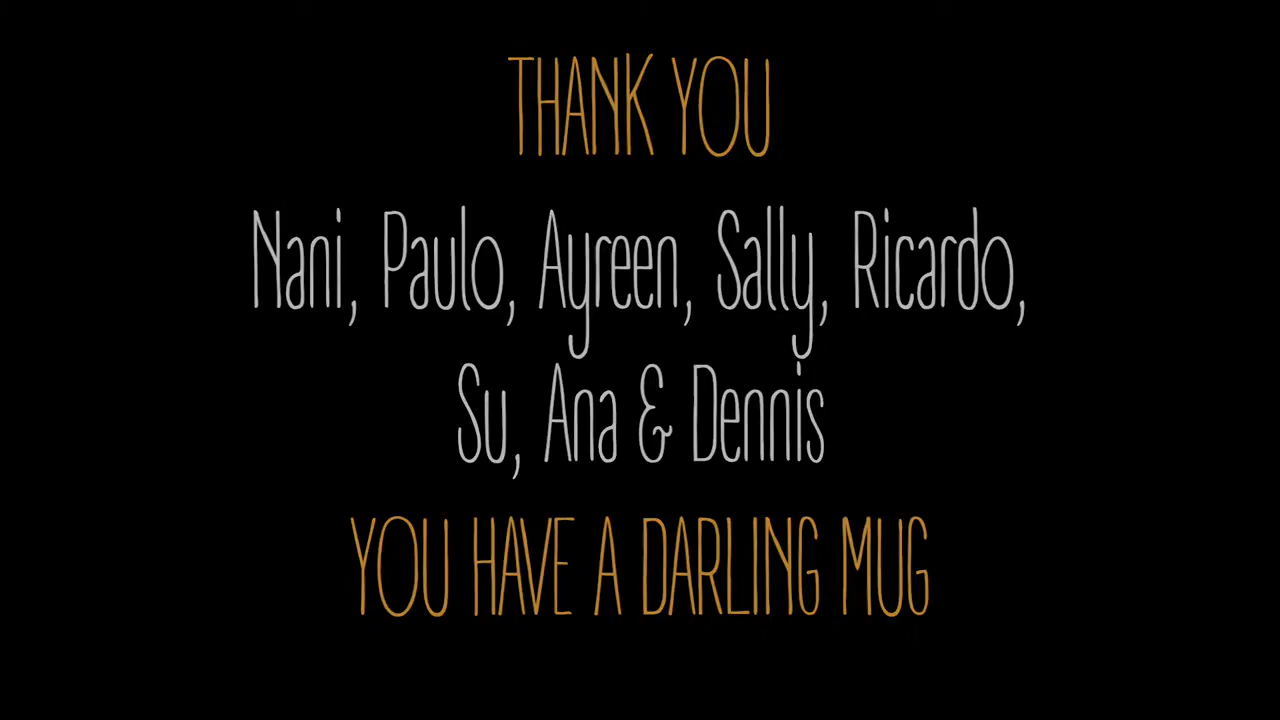 THANK YOU
Nani, Paulo, Ayreen, Sally, Ricardo,
Su, Ana & Dennis
YOU HAVE A DARLING MUG